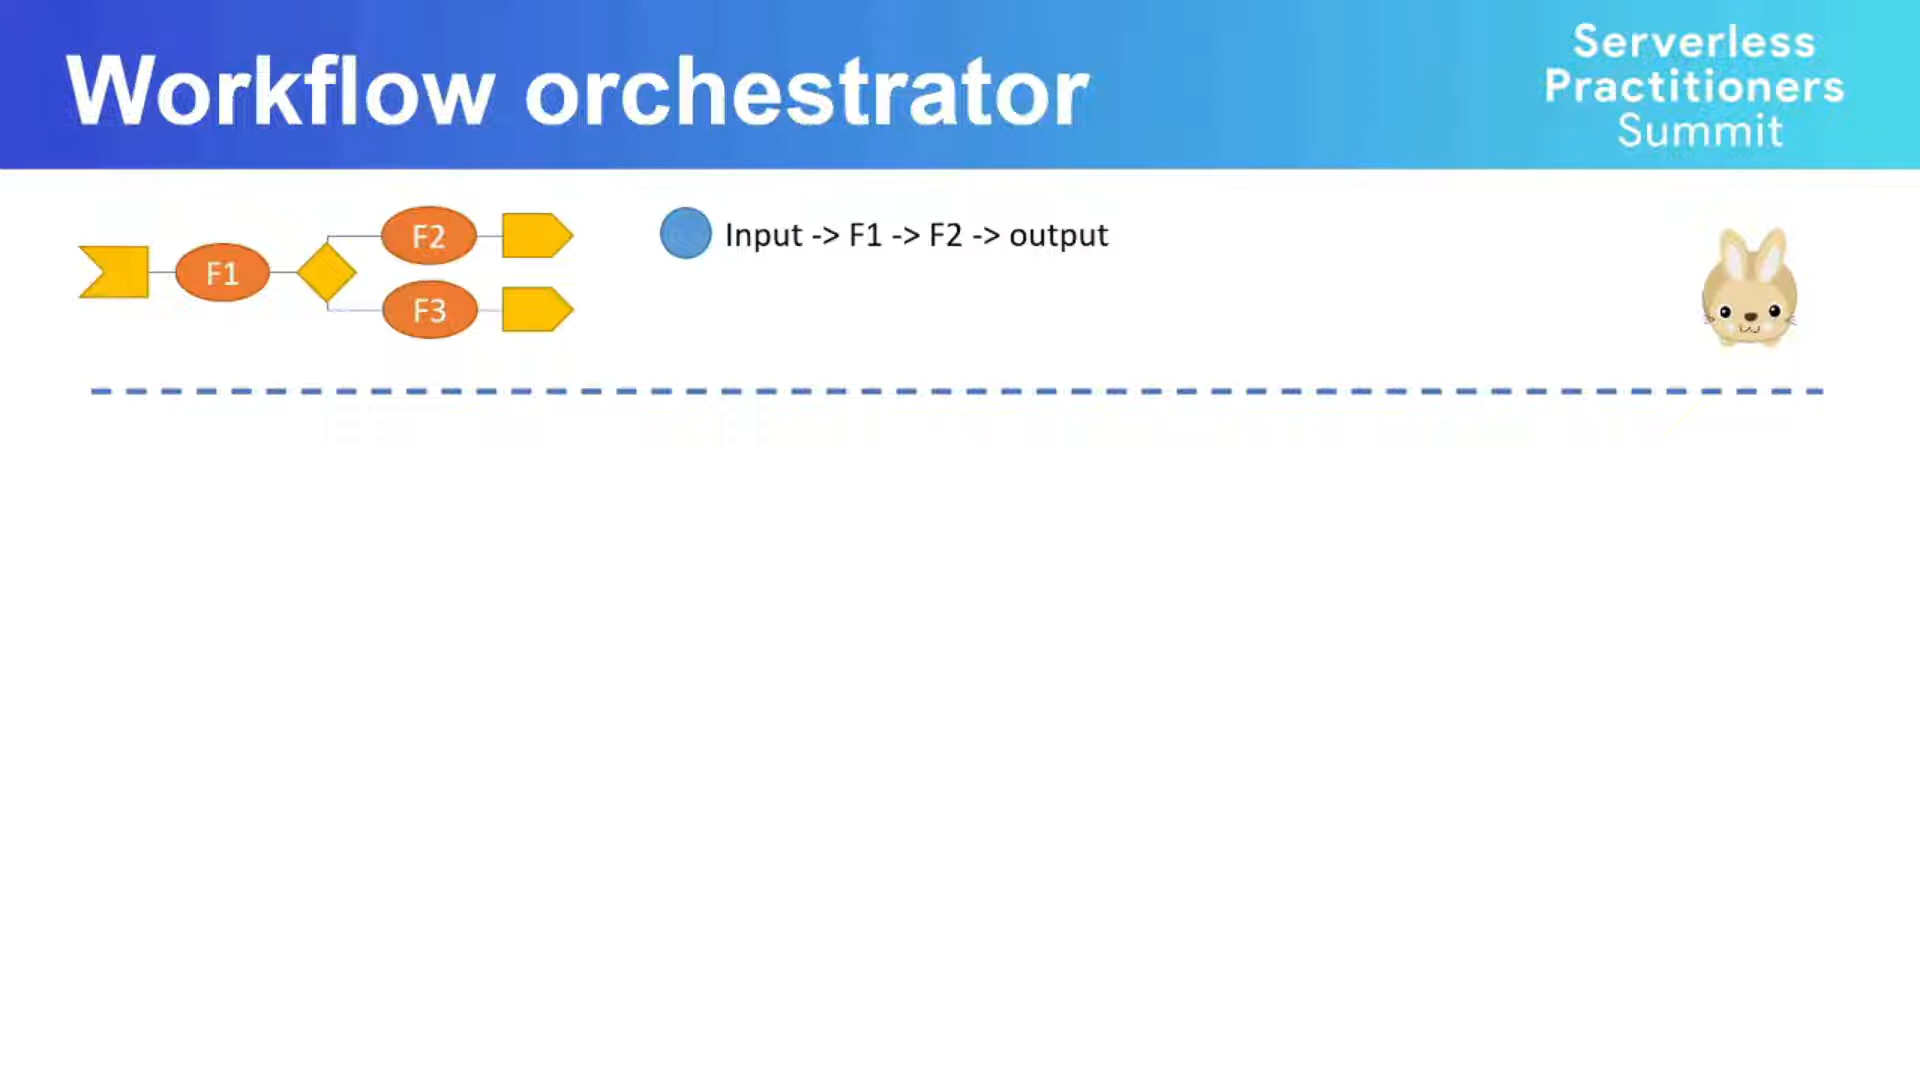 Workflow orchestrator
Serverless
Practitioners
Summit
F1
F2
F3
Input -> F1 -> F2 -> output